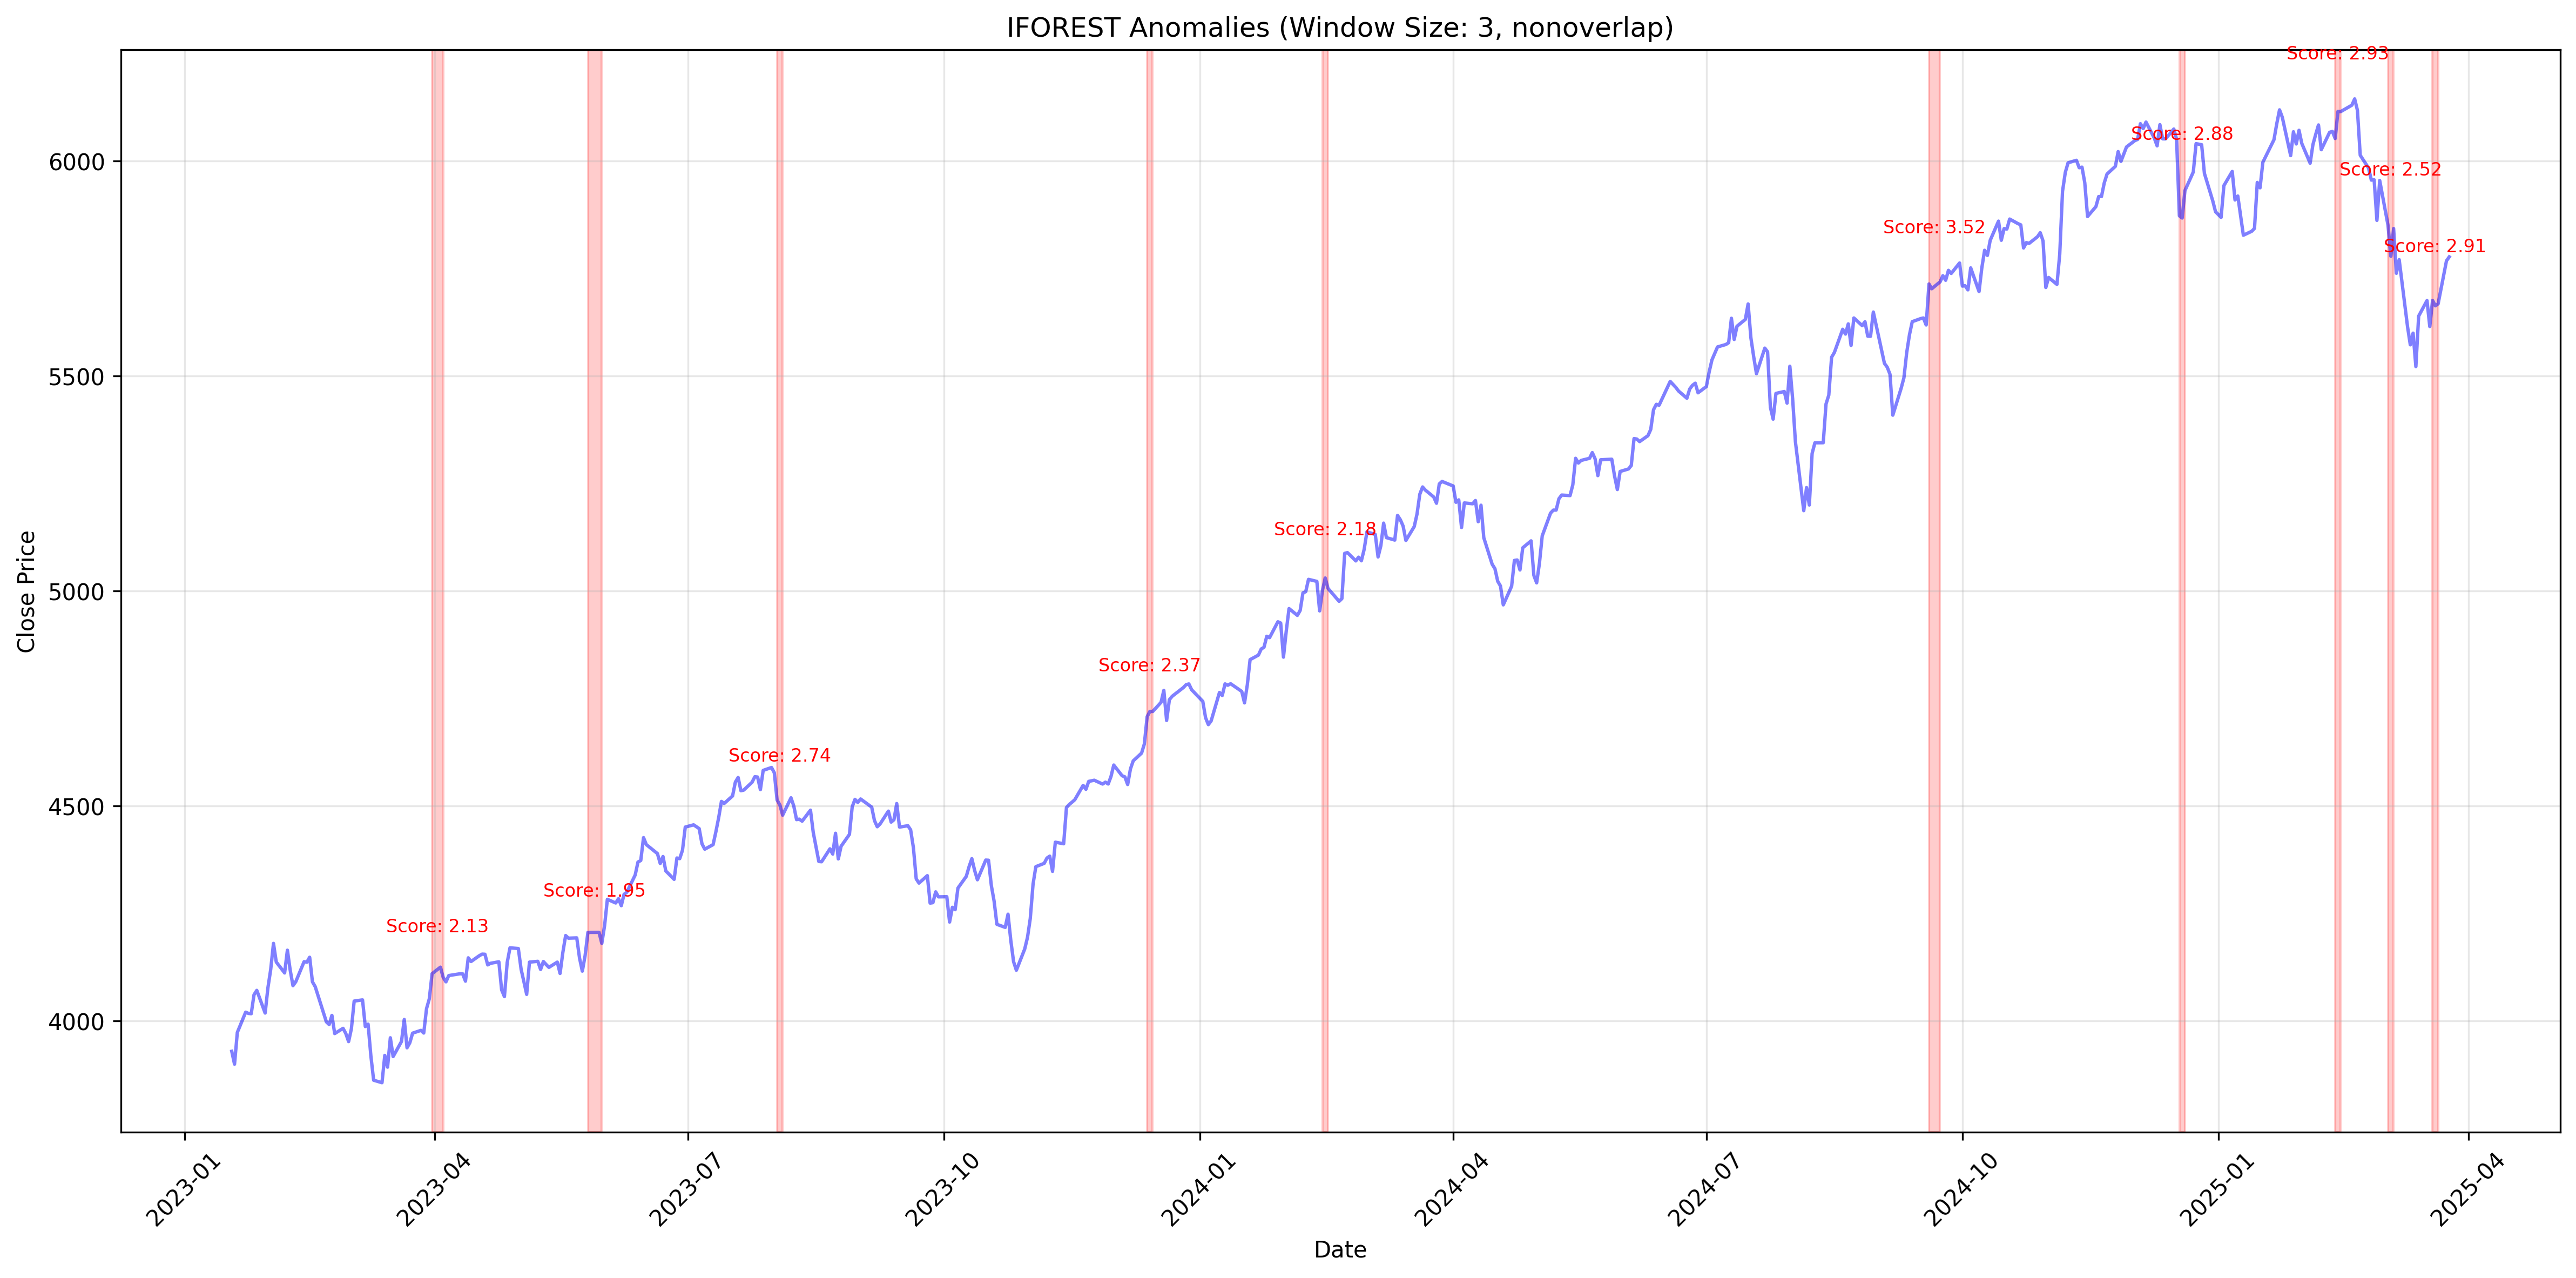 IFOREST Anomalies (Window Size: 3, nonoverlap)
Score: 2.93
6000
Score: 2.88
Score: 2.52
Score: 3.52
Score: 2.91
5500
Close Price
Score: 2.18
5000
Score: 2.37
Score: 2.74
4500
Score: 1.95
Score: 2.13
4000
2023-01
2023-04
2023-07
2023-10
2024-01
2024-04
2024-07
2024-10
2025-01
2025-04
Date